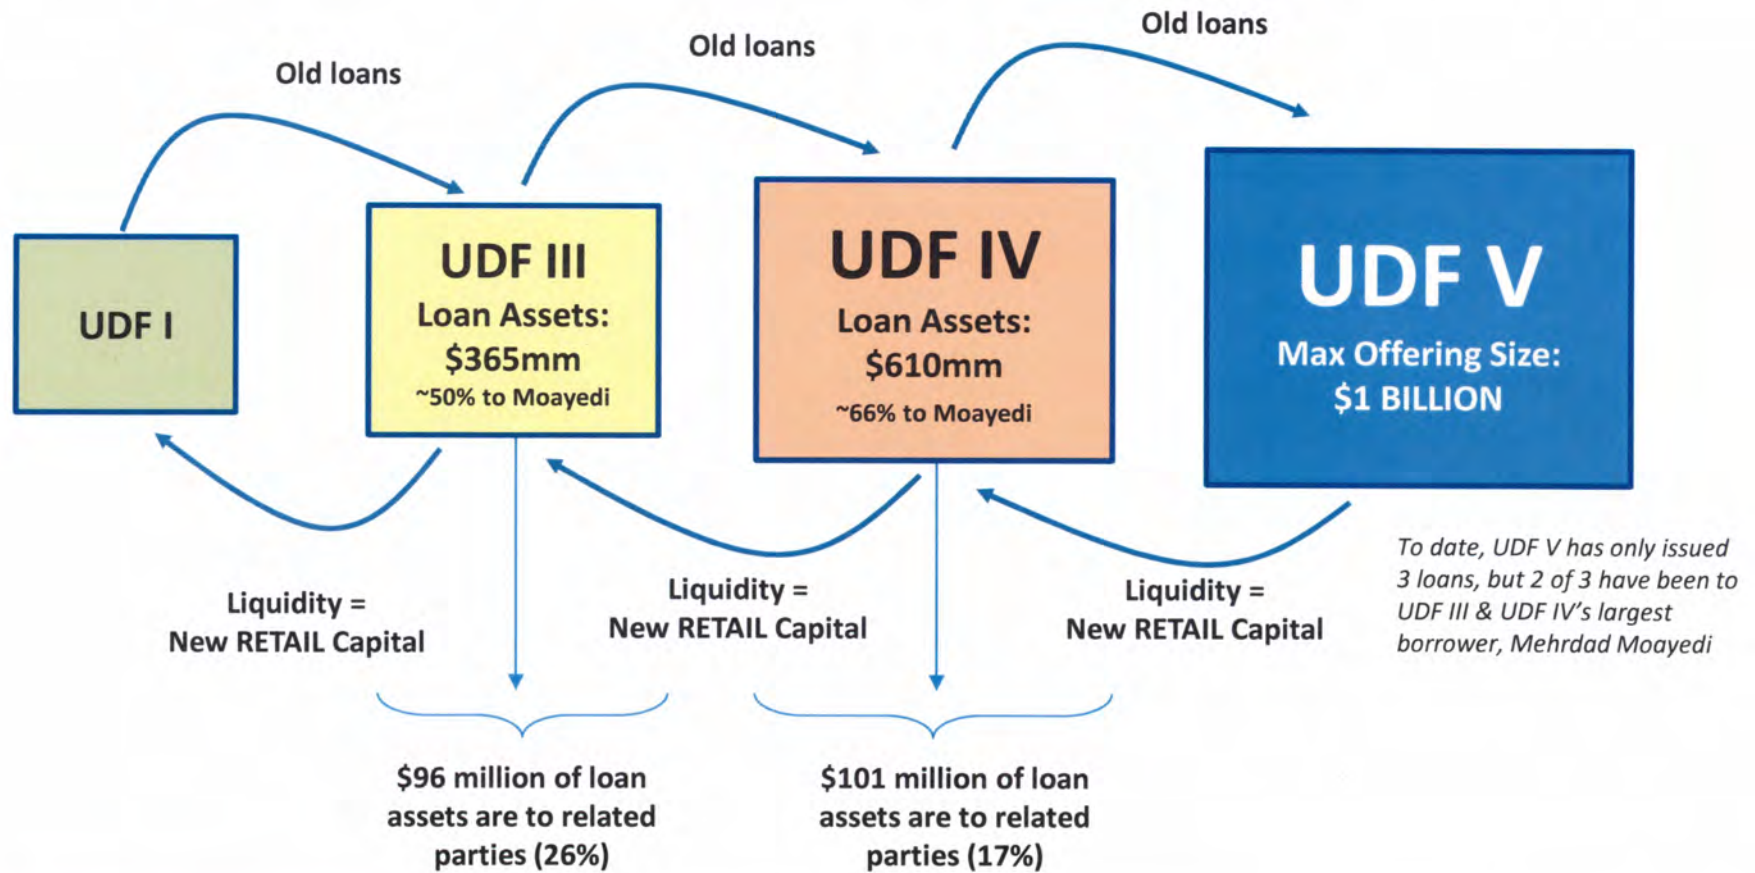 Old loans
Old loans
Old loans
UDF I
UDF III
Loan Assets:
$365mm
~50% to Moayedi
UDF IV
Loan Assets:
$610mm
~66% to Moayedi
UDF V
Max Offering Size:
$1 BILLION
Liquidity =
New RETAIL Capital
Liquidity =
New RETAIL Capital
Liquidity =
New RETAIL Capital
To date, UDF V has only issued
3 loans, but 2 of 3 have been to
UDF III & UDF IV's largest
borrower, Mehrdad Moayedi
$96 million of loan
assets are to related
parties (26%)
$101 million of loan
assets are to related
parties (17%)